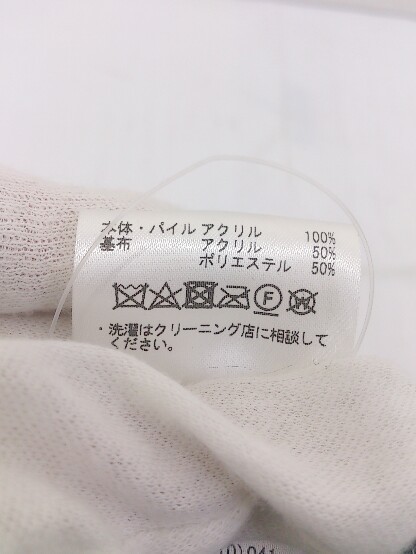 本体・パイル アクリル 100%
基布 アクリル 50%
ポリエステル 50%
・洗濯はクリーニング店に相談して
ください。